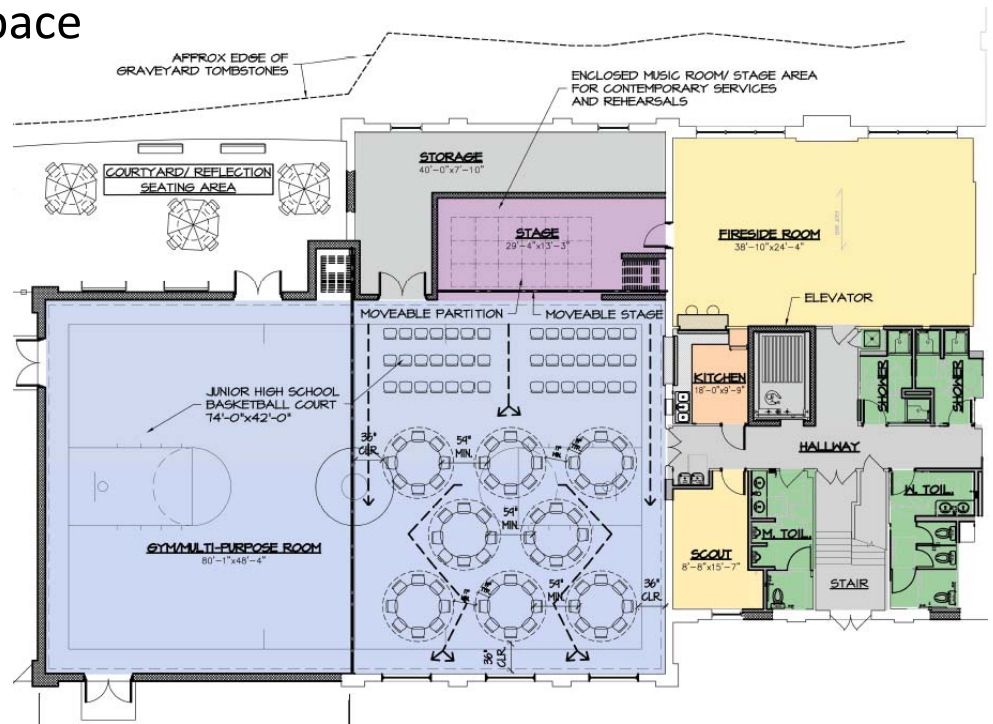 pace
APPROX EDGE OF
GRAVEYARD TOMBSTONES
ENCLOSED MUSIC ROOM/ STAGE AREA
FOR CONTEMPORARY SERVICES
AND REHEARSALS
STORAGE
40'-0"x7'-10"
COURTYARD/ REFLECTION
SEATING AREA
STAGE
29'-4"x13'-3"
FIRESIDE ROOM
38'-10"x24'-4"
ELEVATOR
MOVEABLE PARTITION
MOVEABLE STAGE
JUNIOR HIGH SCHOOL
BASKETBALL COURT
74'-0"x42'-0"
KITCHEN
18'-0"x9'-9"
SHOWER
SHOWER
36"
CLR.
54"
MIN.
HALLWAY
54"
MIN.
W. TOIL.
M. TOIL.
GYM/MULTI-PURPOSE ROOM
80'-1"x48'-4"
SCOUT
8'-8"x15'-7"
STAIR
54"
MIN.
36"
CLR.
36"
CLR.